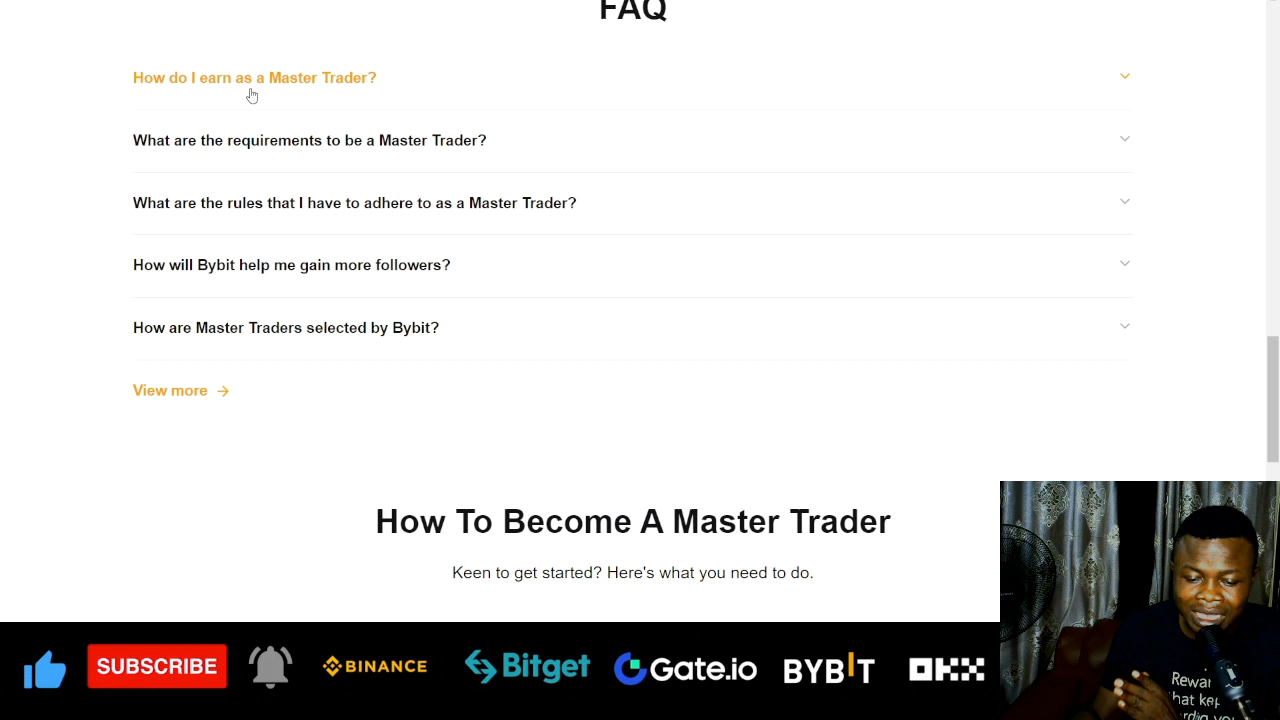 FAQ
How do I earn as a Master Trader?
What are the requirements to be a Master Trader?
What are the rules that I have to adhere to as a Master Trader?
How will Bybit help me gain more followers?
How are Master Traders selected by Bybit?
View more
How To Become A Master Trader
Keen to get started? Here's what you need to do.
SUBSCRIBE
BINANCE
Bitget
Gate.io
BYBIT
OKX